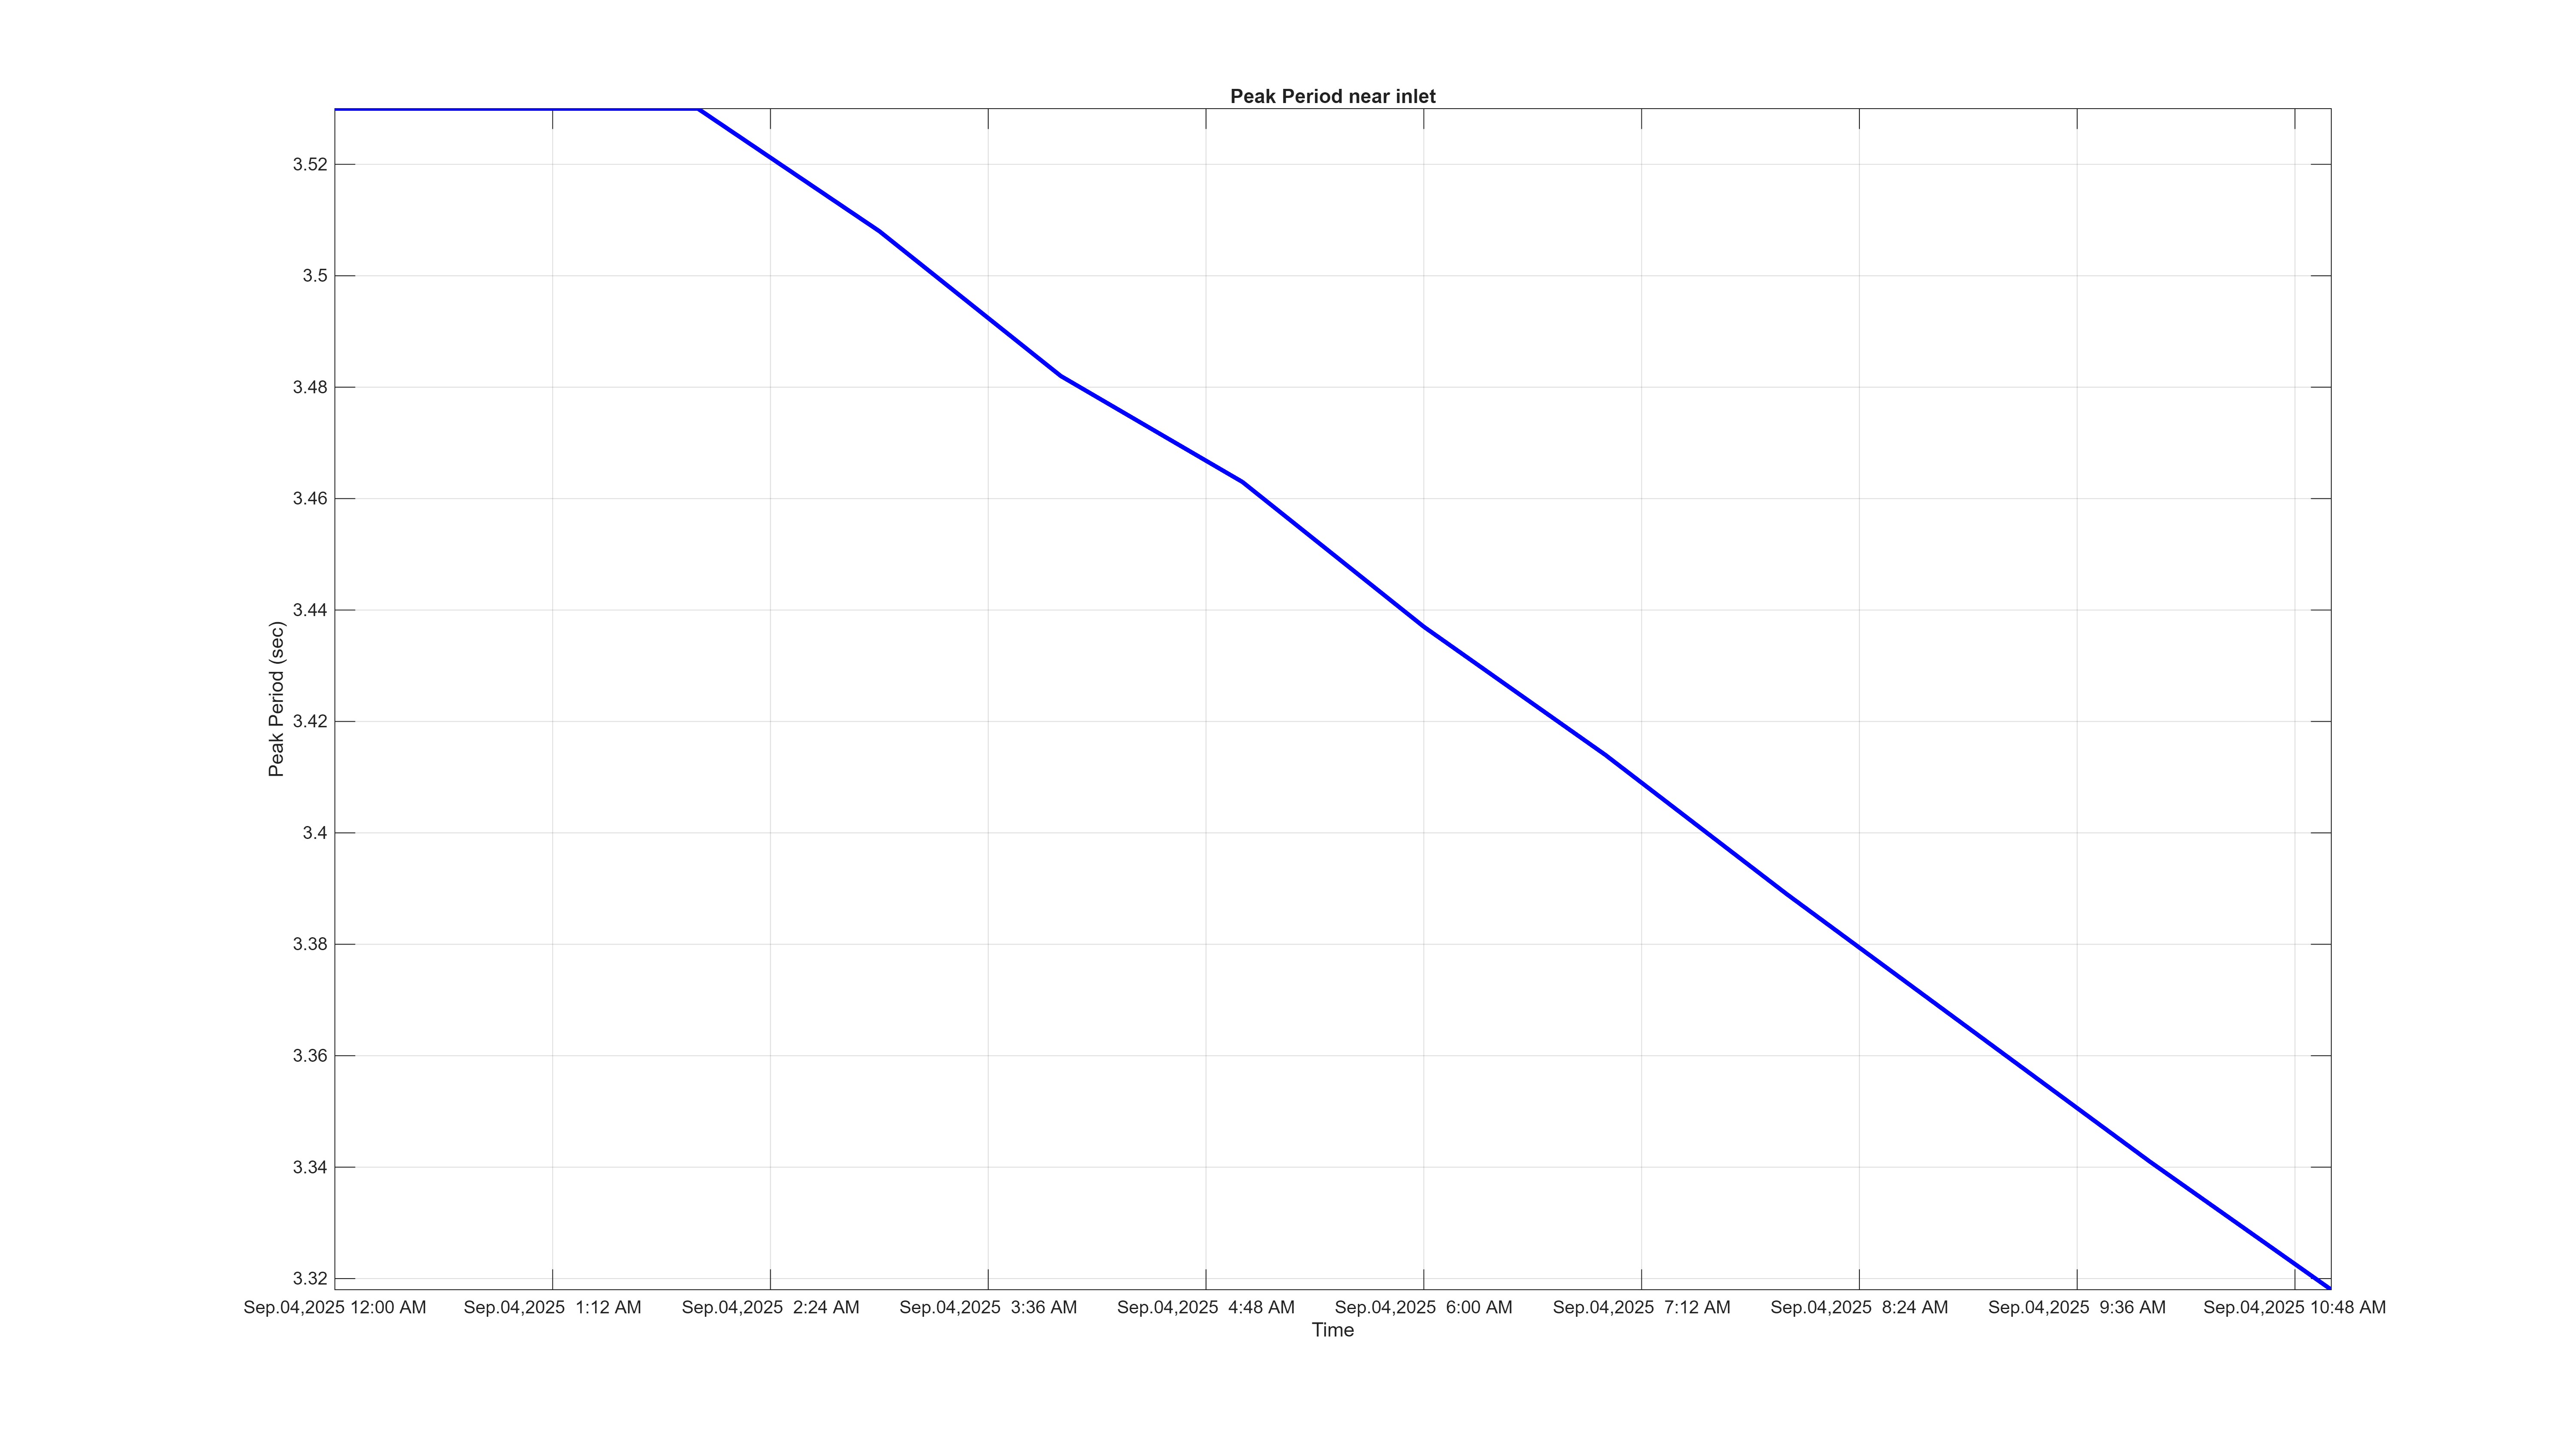 Peak Period near inlet
Peak Period (sec)
3.52
3.5
3.48
3.46
3.44
3.42
3.4
3.38
3.36
3.34
3.32
Sep.04,2025 12:00 AM
Sep.04,2025  1:12 AM
Sep.04,2025  2:24 AM
Sep.04,2025  3:36 AM
Sep.04,2025  4:48 AM
Sep.04,2025  6:00 AM
Sep.04,2025  7:12 AM
Sep.04,2025  8:24 AM
Sep.04,2025  9:36 AM
Sep.04,2025 10:48 AM
Time